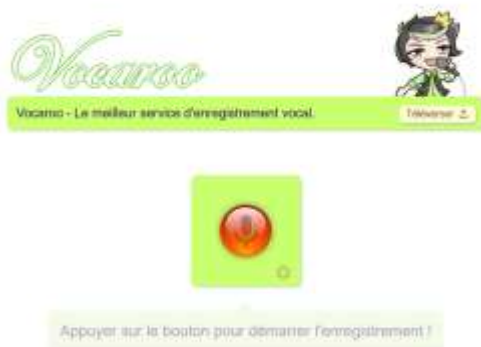 Vocaroo
Vocaroo - Le meilleur service d'enregistrement vocal.
Téléverser
Appuyer sur le bouton pour démarrer l'enregistrement !